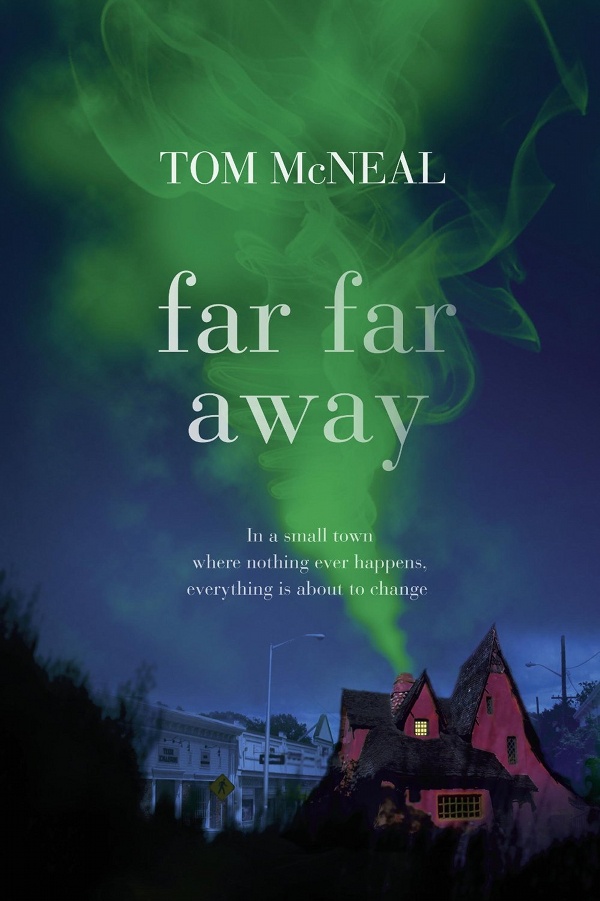 TOM McNEAL
far far
away
In a small town
where nothing ever happens,
everything is about to change